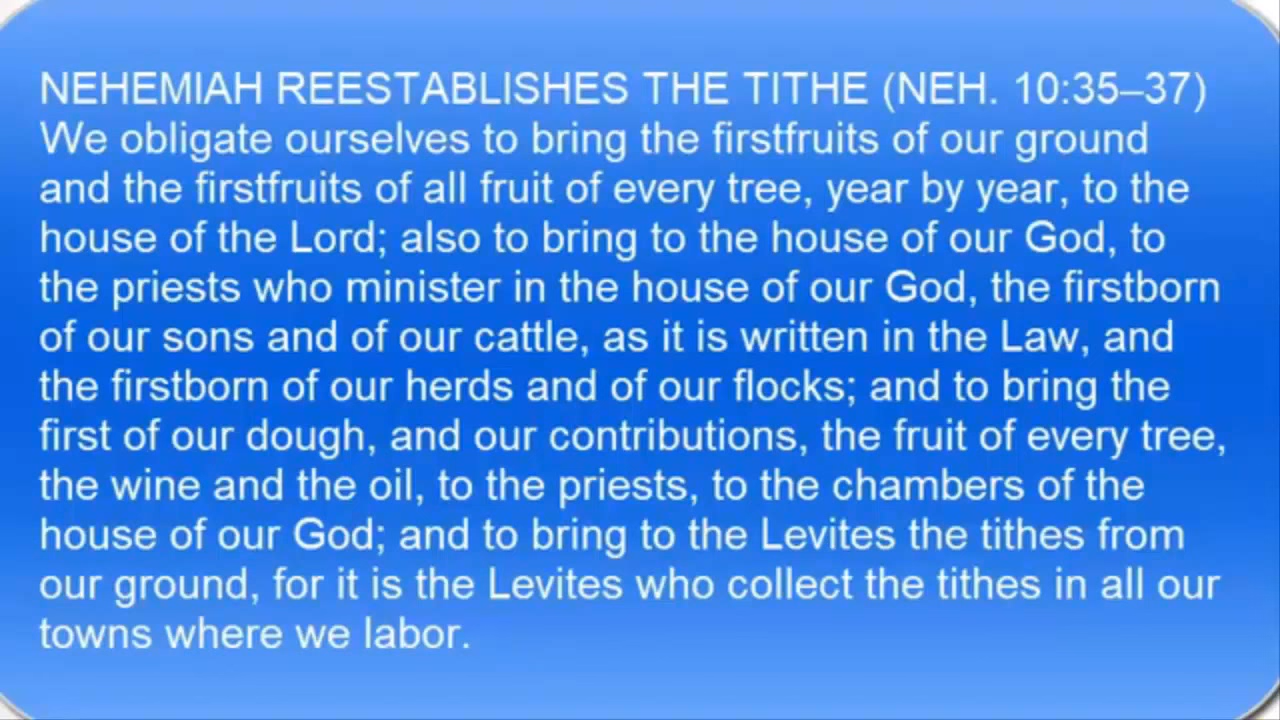 NEHEMIAH REESTABLISHES THE TITHE (NEH. 10:35–37)
We obligate ourselves to bring the firstfruits of our ground
and the firstfruits of all fruit of every tree, year by year, to the
house of the Lord; also to bring to the house of our God, to
the priests who minister in the house of our God, the firstborn
of our sons and of our cattle, as it is written in the Law, and
the firstborn of our herds and of our flocks; and to bring the
first of our dough, and our contributions, the fruit of every tree,
the wine and the oil, to the priests, to the chambers of the
house of our God; and to bring to the Levites the tithes from
our ground, for it is the Levites who collect the tithes in all our
towns where we labor.